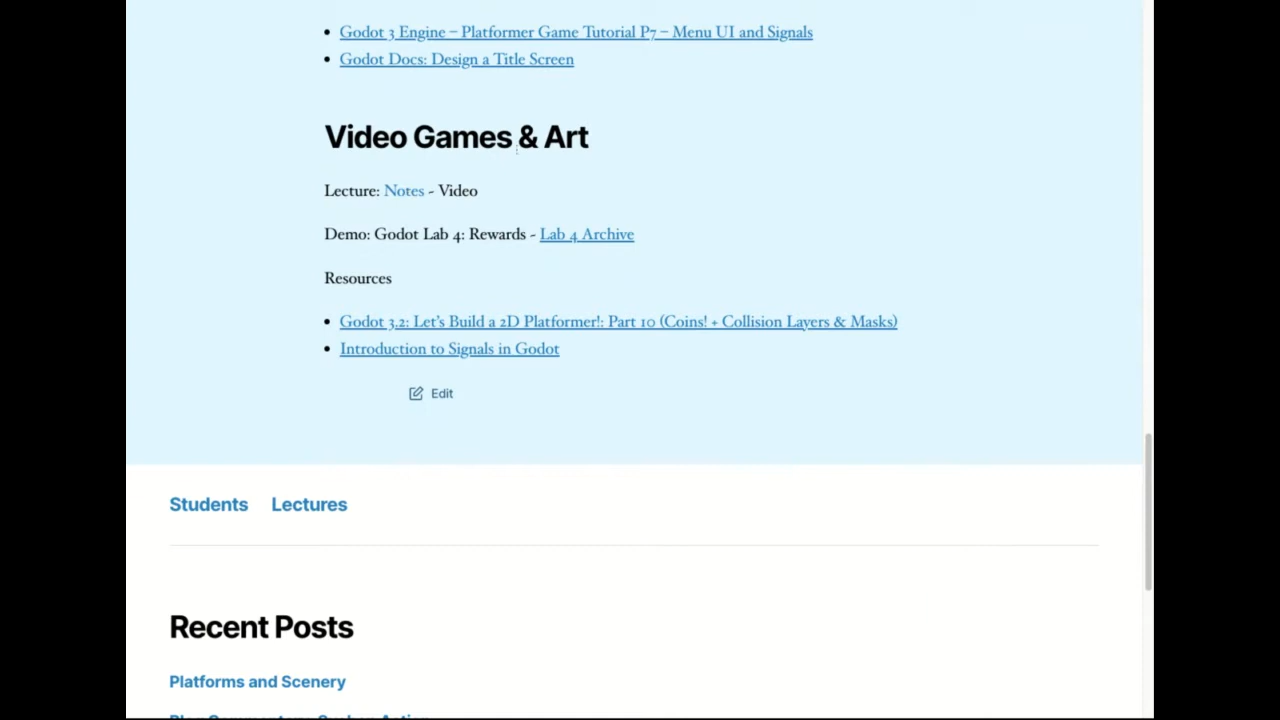 Godot 3 Engine – Platformer Game Tutorial P7 – Menu UI and Signals
Godot Docs: Design a Title Screen
Video Games & Art
Lecture: Notes - Video
Demo: Godot Lab 4: Rewards - Lab 4 Archive
Resources
Godot 3.2: Let's Build a 2D Platformer!: Part 10 (Coins! + Collision Layers & Masks)
Introduction to Signals in Godot
Edit
Students Lectures
Recent Posts
Platforms and Scenery